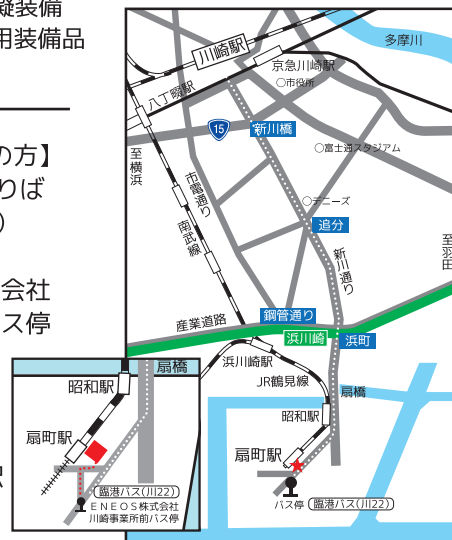 疑装備
用装備品
の方】
りば
）
会社
ス停
多摩川
川崎駅
京急川崎駅
○市役所
八丁畷駅
15
新川橋
○富士通スタジアム
至横浜
市電通り
南武線
○デニーズ
追分
新川通り
至羽田
鋼管通り
産業道路
浜川崎
浜町
浜川崎駅
JR鶴見線
扇橋
昭和駅
扇町駅
バス停
臨港バス(川22)
扇橋
昭和駅
扇町駅
臨港バス(川22)
ＥＮＥＯＳ株式会社
川崎事業所前バス停